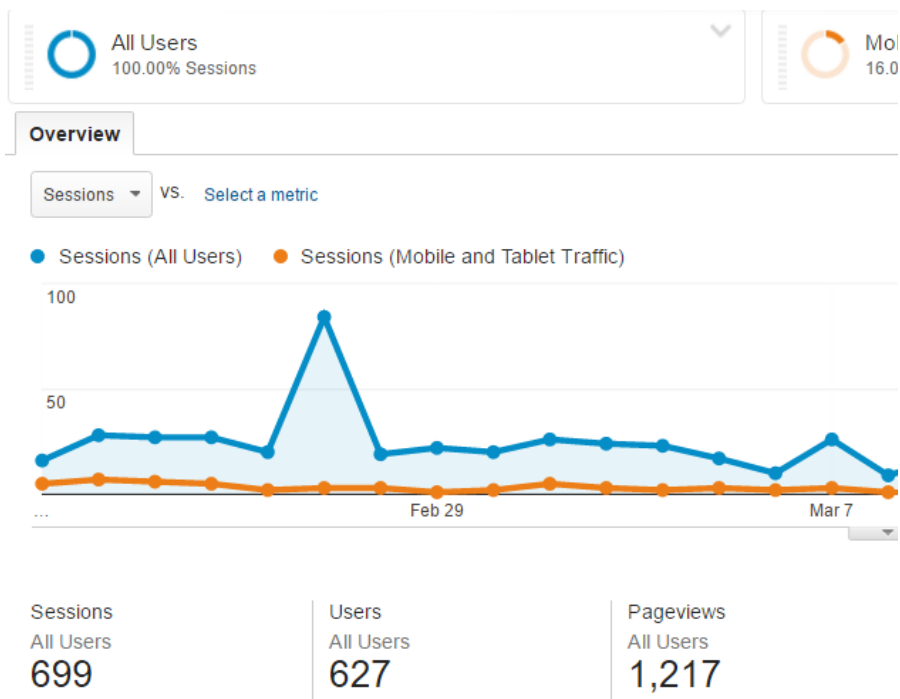 All Users
100.00% Sessions
Overview
Sessions vs. Select a metric
Sessions (All Users) Sessions (Mobile and Tablet Traffic)
100
50
... Feb 29 Mar 7
Sessions Users Pageviews
All Users All Users All Users
699 627 1,217